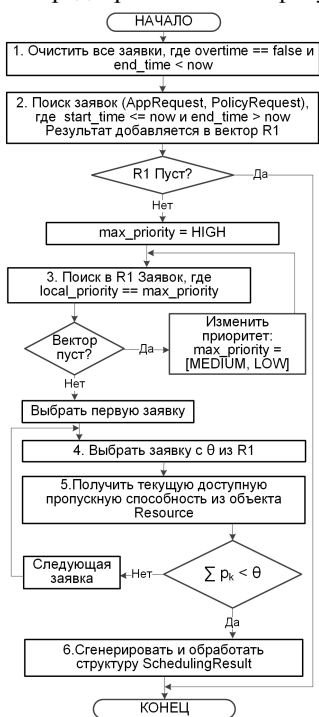 НАЧАЛО
1. Очистить все заявки, где overtime == false и
end_time < now
2. Поиск заявок (AppRequest, PolicyRequest),
где start_time <= now и end_time > now
Результат добавляется в вектор R1
R1 Пуст?
Да
Нет
max_priority = HIGH
3. Поиск в R1 Заявок, где
local_priority == max_priority
Вектор
пуст?
Да
Изменить
приоритет:
max_priority =
[MEDIUM, LOW]
Нет
Выбрать первую заявку
4. Выбрать заявку с θ из R1
5.Получить текущую доступную
пропускную способность из объекта
Resource
Следующая
заявка
Нет
∑ pₖ < θ
Да
6.Сгенерировать и обработать
структуру SchedulingResult
КОНЕЦ